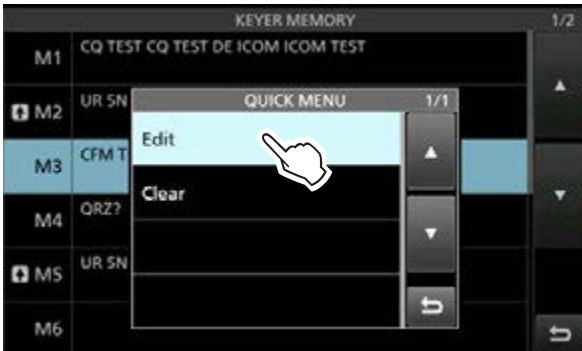 KEYER MEMORY 1/2
M1 CQ TEST CQ TEST DE ICOM ICOM TEST
M2 UR 5N
QUICK MENU 1/1
Edit
M3 CFM T
Clear
M4 QRZ?
M5 UR 5N
M6